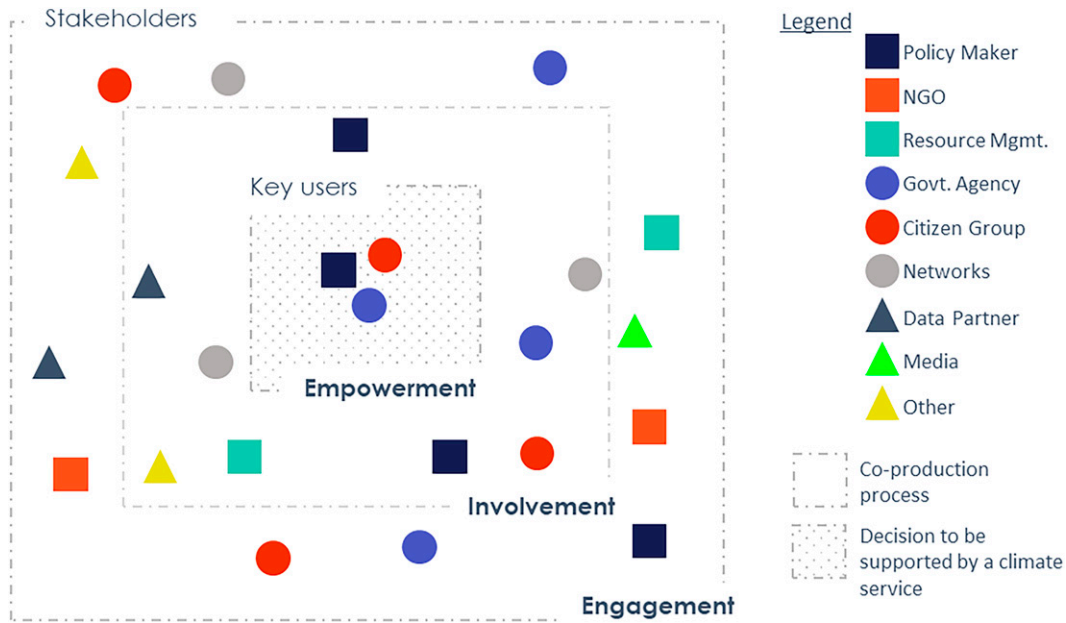 Stakeholders
Key users
Empowerment
Involvement
Engagement
Legend
Policy Maker
NGO
Resource Mgmt.
Govt. Agency
Citizen Group
Networks
Data Partner
Media
Other
Co-production
process
Decision to be
supported by a climate
service